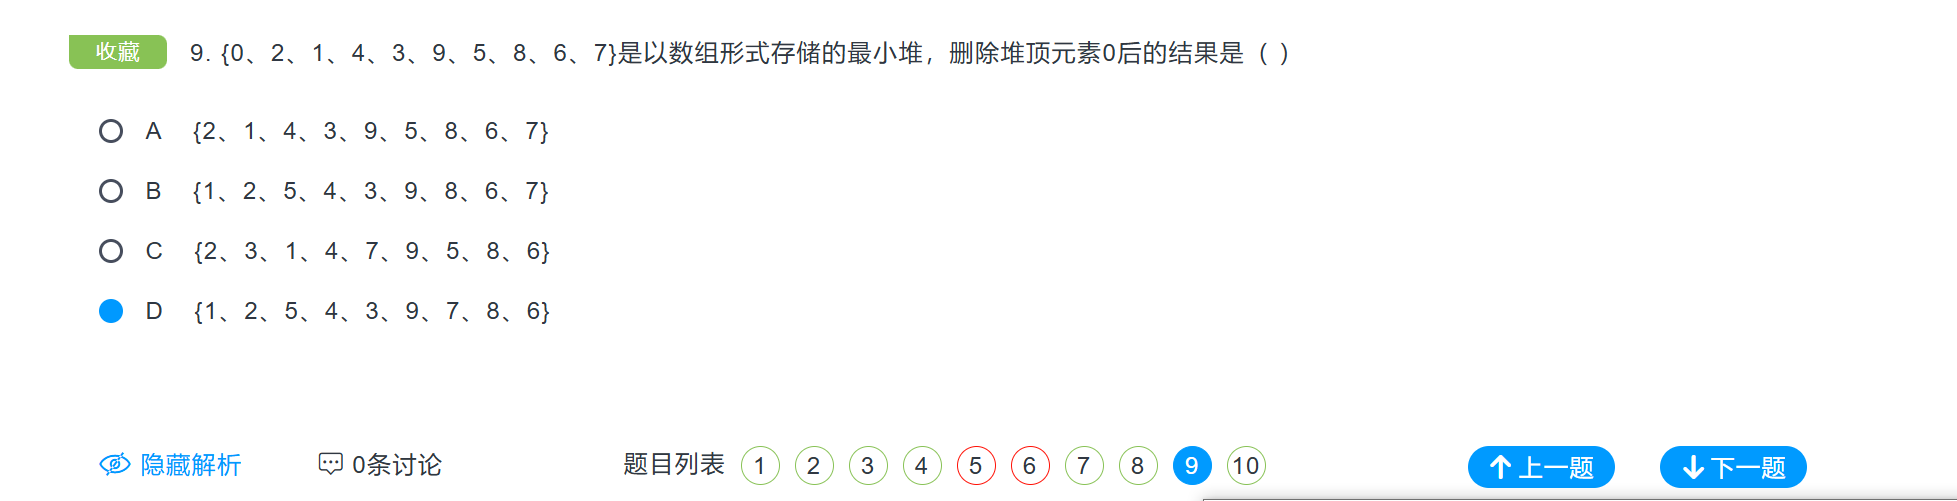 收藏 9. {0、2、1、4、3、9、5、8、6、7}是以数组形式存储的最小堆，删除堆顶元素0后的结果是（ ）
A {2、1、4、3、9、5、8、6、7}
B {1、2、5、4、3、9、8、6、7}
C {2、3、1、4、7、9、5、8、6}
D {1、2、5、4、3、9、7、8、6}
隐藏解析 0条讨论 题目列表 1 2 3 4 5 6 7 8 9 10 上一题 下一题